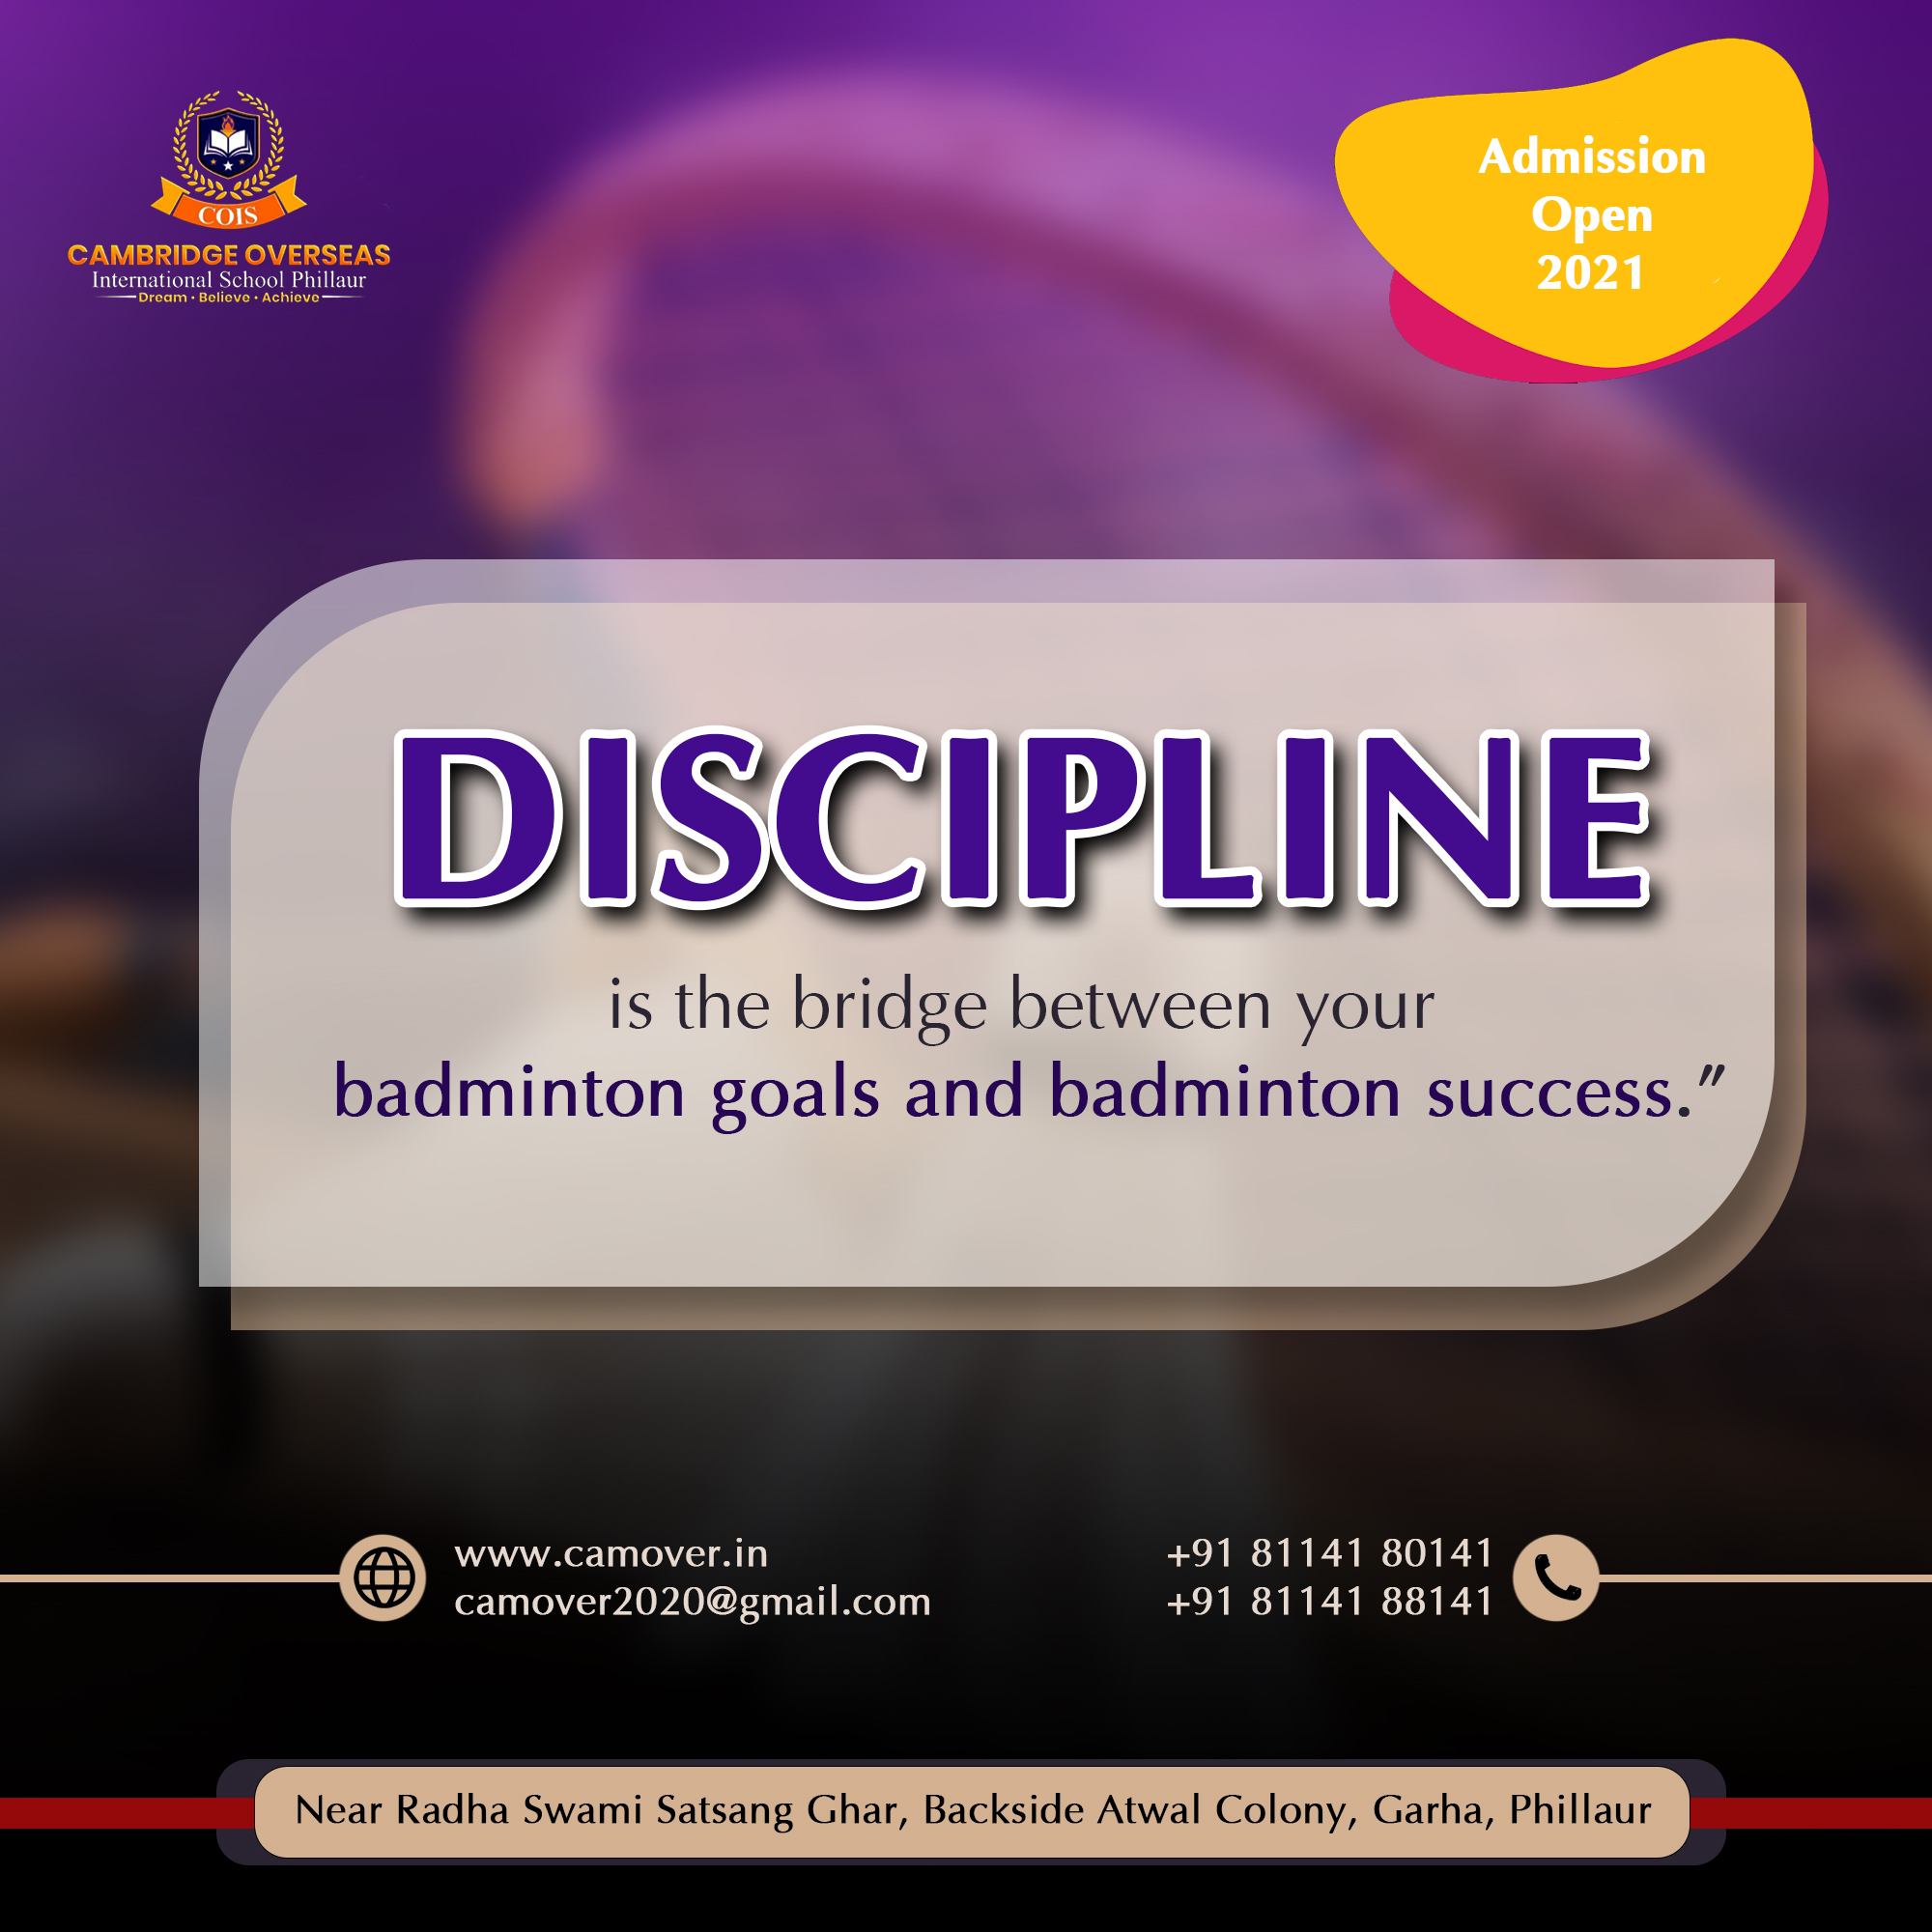 COIS
CAMBRIDGE OVERSEAS
International School Phillaur
Dream • Believe • Achieve
Admission
Open
2021
DISCIPLINE
is the bridge between your
badminton goals and badminton success.”
www.camover.in
camover2020@gmail.com
+91 81141 80141
+91 81141 88141
Near Radha Swami Satsang Ghar, Backside Atwal Colony, Garha, Phillaur